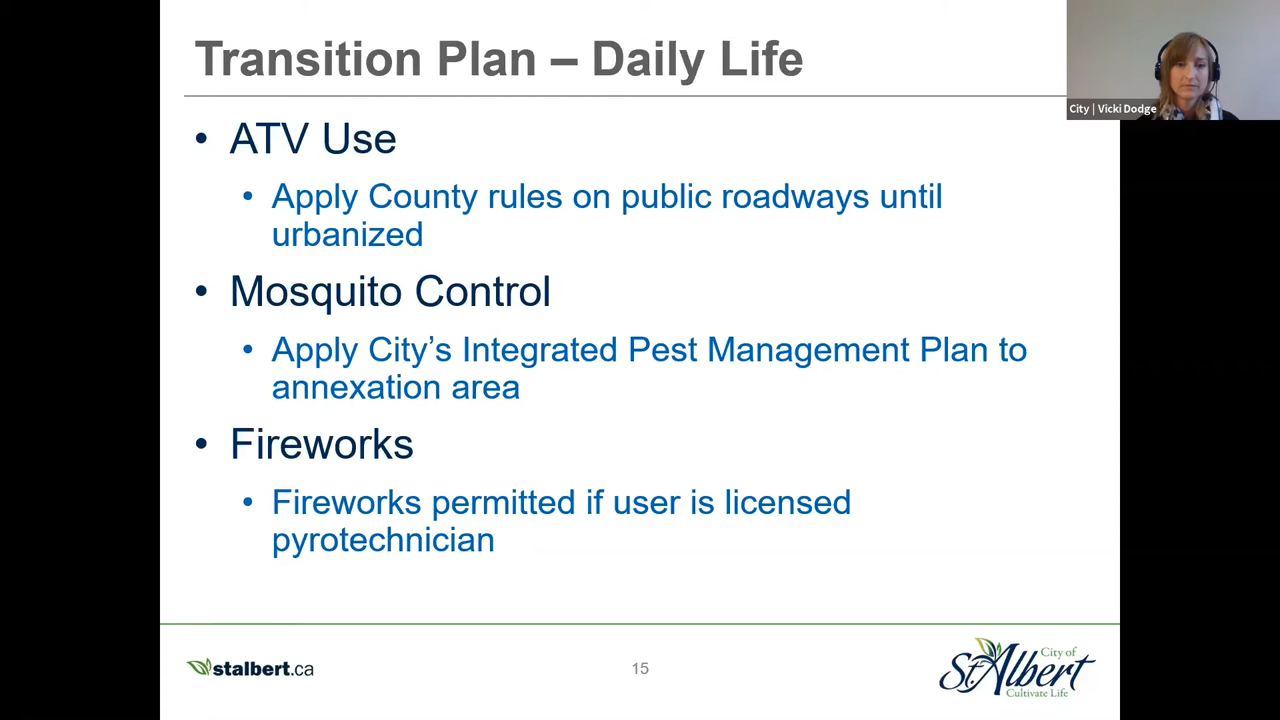 Transition Plan – Daily Life
City | Vicki Dodge
• ATV Use
• Apply County rules on public roadways until
urbanized
• Mosquito Control
• Apply City’s Integrated Pest Management Plan to
annexation area
• Fireworks
• Fireworks permitted if user is licensed
pyrotechnician
stalbert.ca
15
City of
St. Albert
Cultivate Life